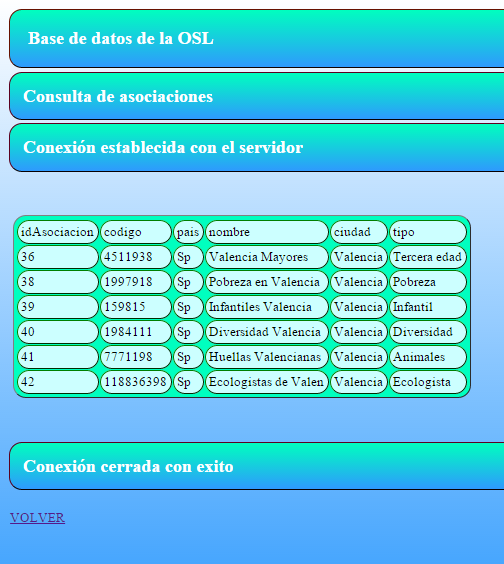 Base de datos de la OSL
Consulta de asociaciones
Conexión establecida con el servidor
idAsociacion codigo pais nombre ciudad tipo
36 4511938 Sp Valencia Mayores Valencia Tercera edad
38 1997918 Sp Pobreza en Valencia Valencia Pobreza
39 159815 Sp Infantiles Valencia Valencia Infantil
40 1984111 Sp Diversidad Valencia Valencia Diversidad
41 7771198 Sp Huellas Valencianas Valencia Animales
42 118836398 Sp Ecologistas de Valen Valencia Ecologista
Conexión cerrada con exito
VOLVER